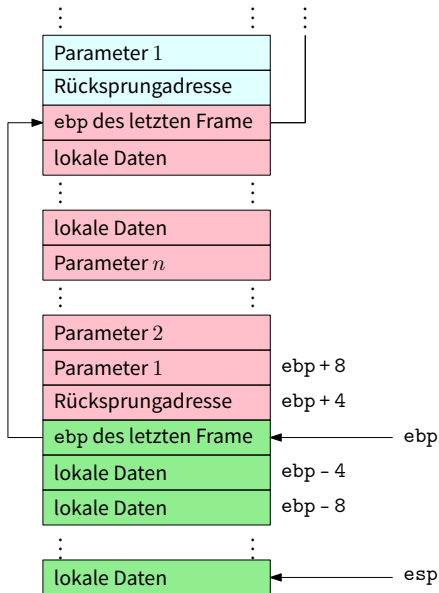 Parameter 1
Rücksprungadresse
ebp des letzten Frame
lokale Daten
lokale Daten
Parameter n
Parameter 2
Parameter 1 ebp + 8
Rücksprungadresse ebp + 4
ebp des letzten Frame ebp
lokale Daten ebp - 4
lokale Daten ebp - 8
lokale Daten esp